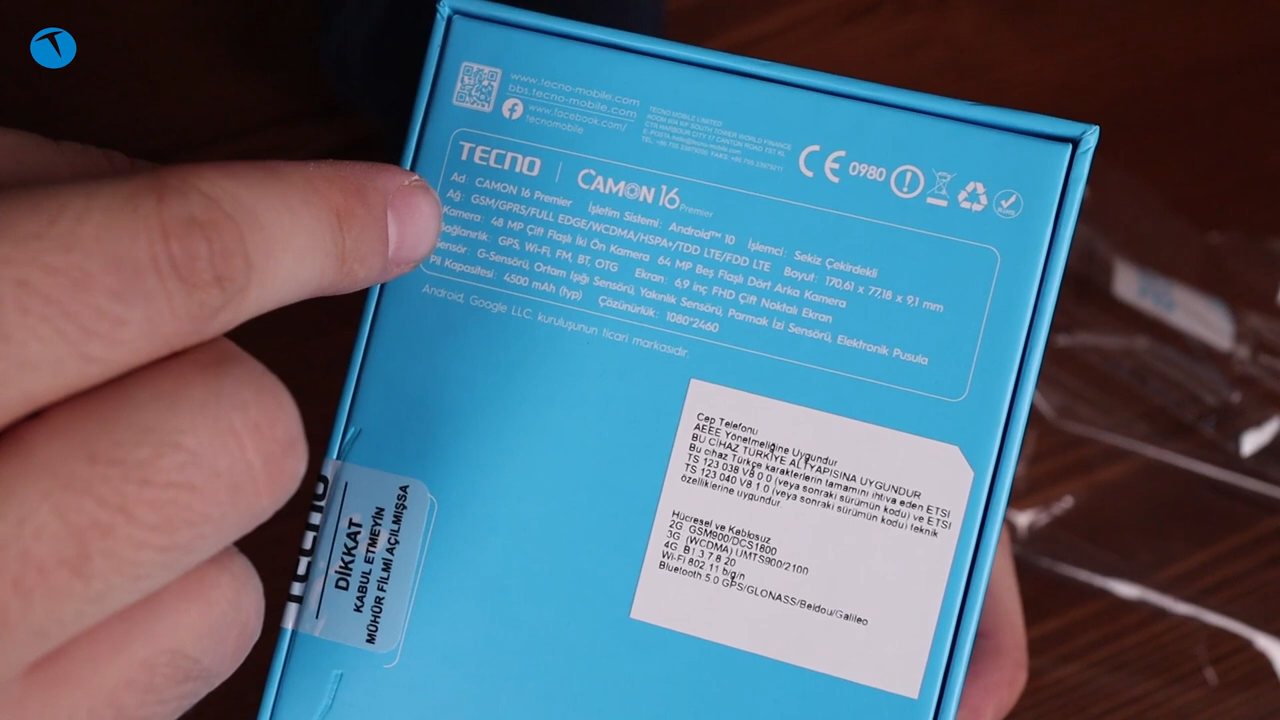 www.tecno-mobile.com
bbs.tecno-mobile.com
www.facebook.com/
tecnomobile
TECNO MOBILE LIMITED
CE 0980
TECNO | CAMON 16 Premier
Ad: CAMON 16 Premier İşletim Sistemi: Android™ 10 İşlemci: Sekiz Çekirdekli
Ağ: GSM/GPRS/FULL EDGE/WCDMA/HSPA+/TDD LTE/FDD LTE Boyut: 170,61 x 77,18 x 9,1 mm
Kamera: 48 MP Çift Flaşlı İki Ön Kamera 64 MP Beş Flaşlı Dört Arka Kamera
GPS, Wi-Fi, FM, BT, OTG Ekran: 6,9 inç FHD Çift Noktalı Ekran
G-Sensörü, Ortam Işığı Sensörü, Yakınlık Sensörü, Parmak İzi Sensörü, Elektronik Pusula
Pil Kapasitesi: 4500 mAh (typ) Çözünürlük: 1080*2460
Android, Google LLC. kuruluşunun ticari markasıdır.
Cep Telefonu
AEEE Yönetmeliğine Uygundur
BU CİHAZ TÜRKİYE ALTYAPISINA UYGUNDUR
Bu cihaz Türkçe karakterlerin tamamını ihtiva eden ETSI
TS 123 038 V8 0 0 (veya sonraki sürümün kodu) ve ETSI
TS 123 040 V8 1 0 (veya sonraki sürümün kodu) teknik
özelliklerine uygundur
Hücresel ve Kablosuz
2G GSM900/DCS1800
3G (WCDMA) UMTS900/2100
4G B1 3 7 8 20
Wi-Fi 802.11 b/g/n
Bluetooth 5.0 GPS/GLONASS/Beidou/Galileo
TECNO
DİKKAT
KABUL ETMEYİN
MÜHÜR FİLMİ AÇILMIŞSA